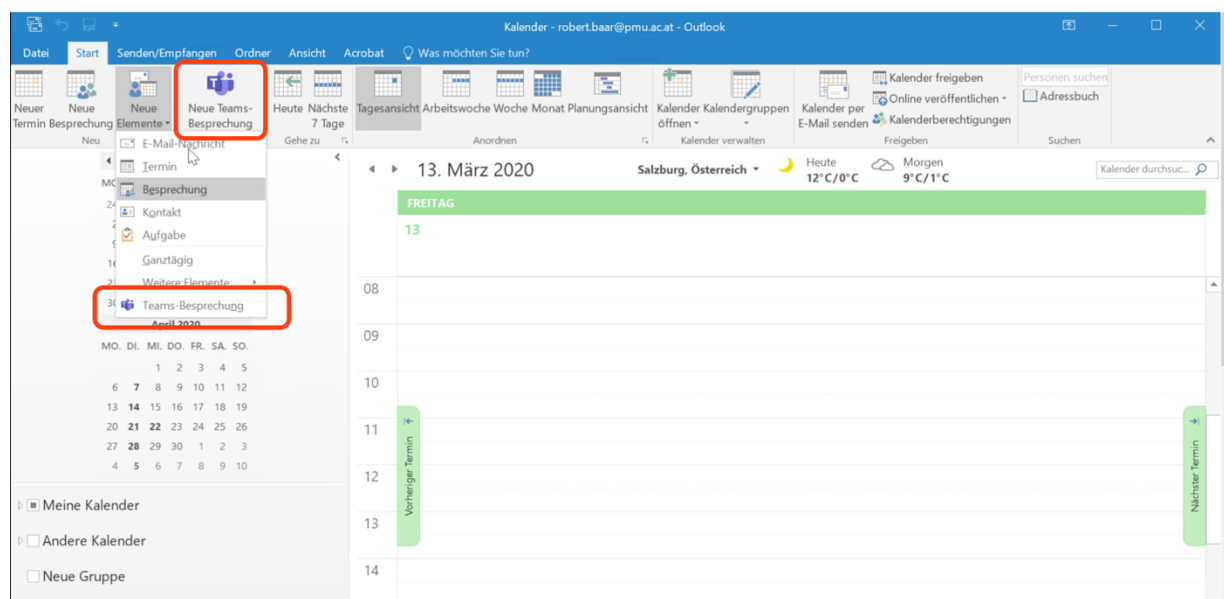 Kalender - robert.baar@pmu.ac.at - Outlook
Datei Start Senden/Empfangen Ordner Ansicht Acrobat Was möchten Sie tun?
Neuer Termin
Neue Besprechung
Neue Elemente
Neu
Neue Teams-Besprechung
Heute
Nächste 7 Tage
Gehe zu
Tagesansicht
Arbeitswoche
Woche
Monat
Planungsansicht
Anordnen
Kalender öffnen
Kalendergruppen
Kalender verwalten
Kalender per E-Mail senden
Kalender freigeben
Online veröffentlichen
Kalenderberechtigungen
Freigeben
Personen suchen
Adressbuch
Suchen
E-Mail-Nachricht
Termin
Besprechung
Kontakt
Aufgabe
Ganztägig
Weitere Elemente
Teams-Besprechung
April 2020
MO. DI. MI. DO. FR. SA. SO.
1 2 3 4 5
6 7 8 9 10 11 12
13 14 15 16 17 18 19
20 21 22 23 24 25 26
27 28 29 30 1 2 3
4 5 6 7 8 9 10
Meine Kalender
Andere Kalender
Neue Gruppe
13. März 2020
Salzburg, Österreich
Heute
12°C/0°C
Morgen
9°C/1°C
Kalender durchsuc...
FREITAG
13
08
09
10
11
12
13
14
Vorheriger Termin
Nächster Termin